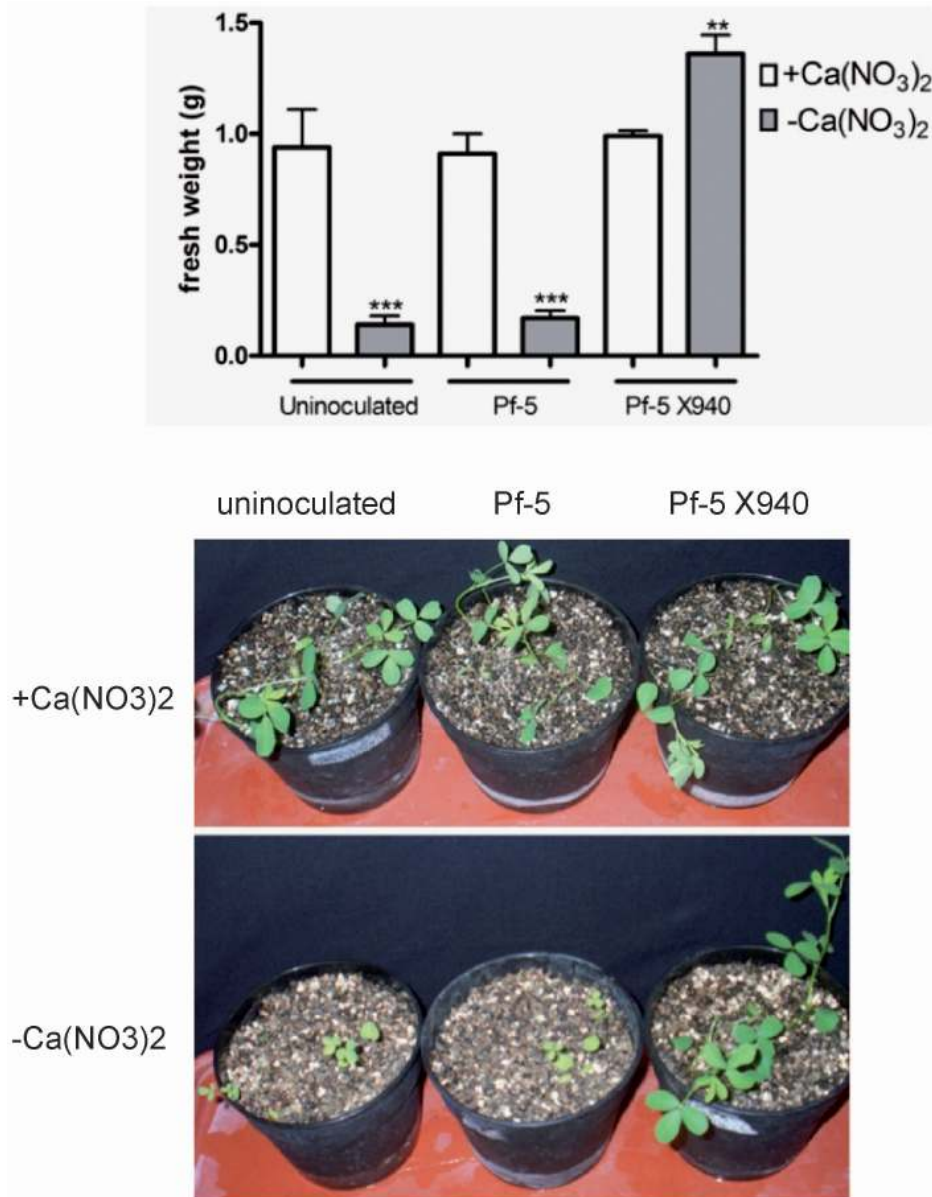 1.5
**
+Ca(NO3)2
-Ca(NO3)2
1.0
fresh weight (g)
0.5
***
***
0.0
Uninoculated Pf-5 Pf-5 X940
uninoculated Pf-5 Pf-5 X940
+Ca(NO3)2
-Ca(NO3)2